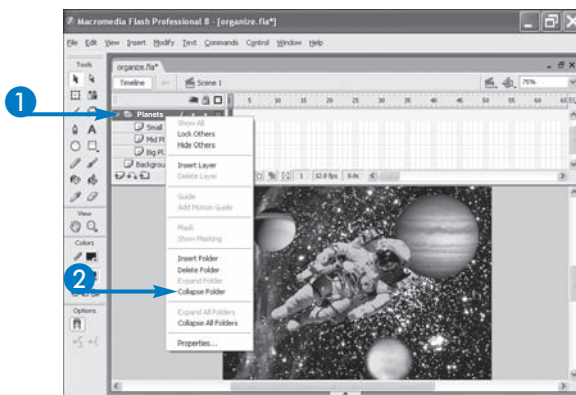 Macromedia Flash Professional 8 - [organize.fla*]
File Edit View Insert Modify Text Commands Control Window Help
Tools
organize.fla*
Timeline Scene 1 75%
1 5 10 15 20 25 30 35 40 45 50 55 60 65
1
Planets
Small
Mid Pl
Big Pl
Backgrou
1 12.0 fps 0.0s
Show All
Lock Others
Hide Others
Insert Layer
Delete Layer
Guide
Add Motion Guide
Mask
Show Masking
Insert Folder
Delete Folder
Expand Folder
2
Collapse Folder
Expand All Folders
Collapse All Folders
Properties...
A
View
Colors
Options